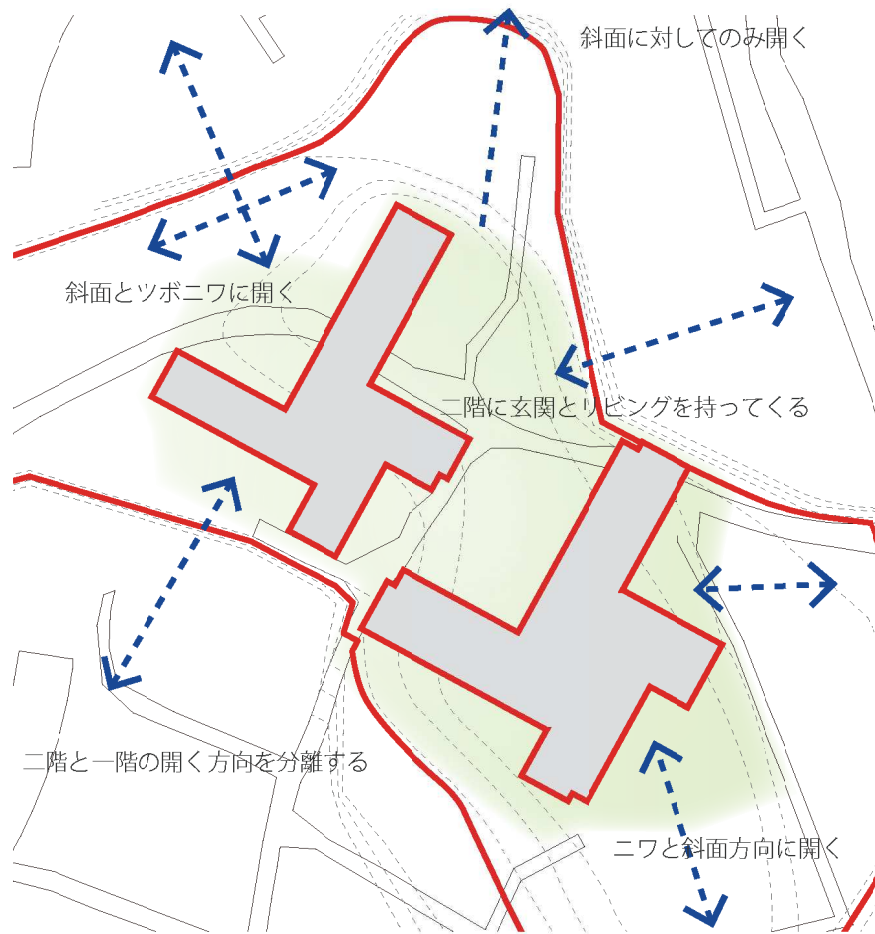 斜面に対してのみ開く
斜面とツボニワに開く
二階に玄関とリビングを持ってくる
二階と一階の開く方向を分離する
ニワと斜面方向に開く